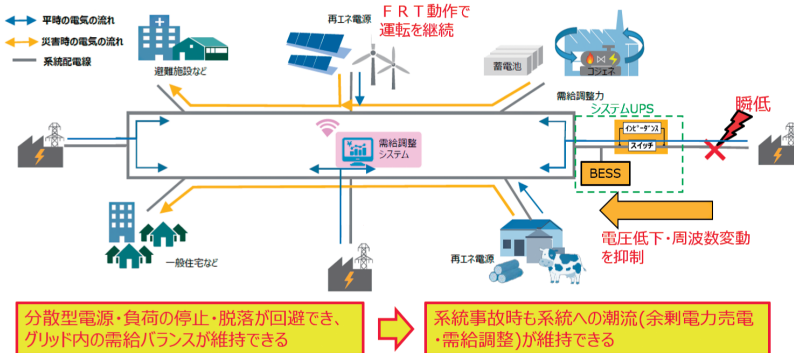 平時の電気の流れ
災害時の電気の流れ
系統配電線
避難施設など
再エネ電源
ＦＲＴ動作で
運転を継続
蓄電池
コジェネ
需給調整力
システムUPS
瞬低
インピーダンス
スイッチ
BESS
需給調整
システム
電圧低下・周波数変動
を抑制
一般住宅など
再エネ電源
分散型電源・負荷の停止・脱落が回避でき、
グリッド内の需給バランスが維持できる
系統事故時も系統への潮流(余剰電力売電
・需給調整)が維持できる